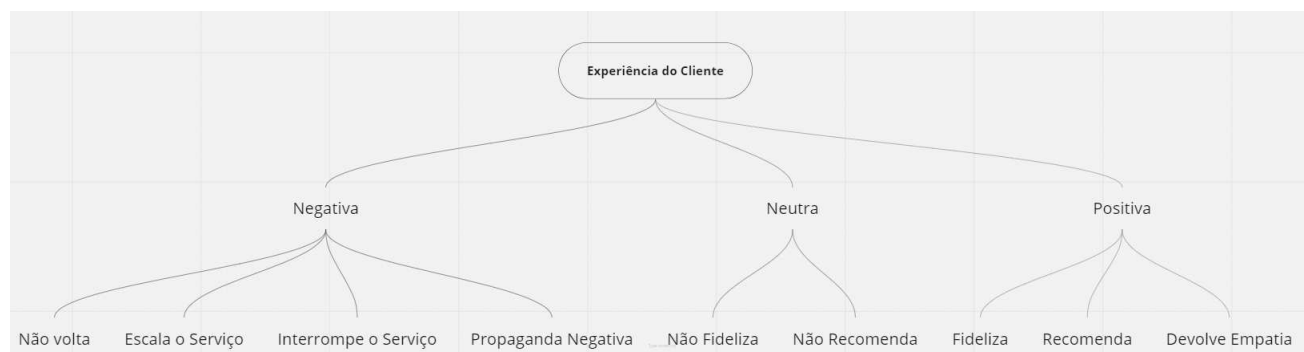 Experiência do Cliente
Negativa
Neutra
Positiva
Não volta
Escala o Serviço
Interrompe o Serviço
Propaganda Negativa
Não Fideliza
Não Recomenda
Fideliza
Recomenda
Devolve Empatia